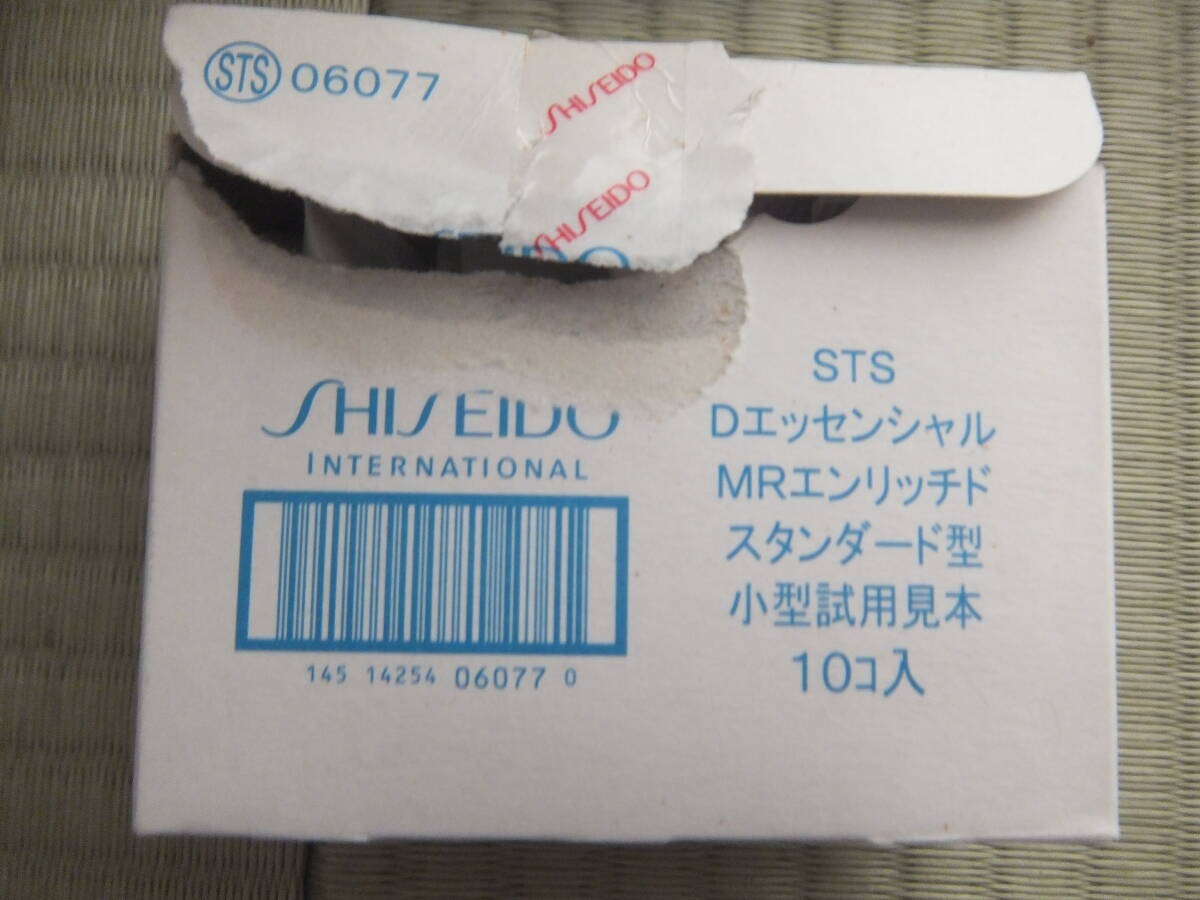 STS 06077
SHISEIDO
SHISEIDO
SHISEIDO
INTERNATIONAL
145 14254 06077 0
STS
Dエッセンシャル
MRエンリッチド
スタンダード型
小型試用見本
10コ入